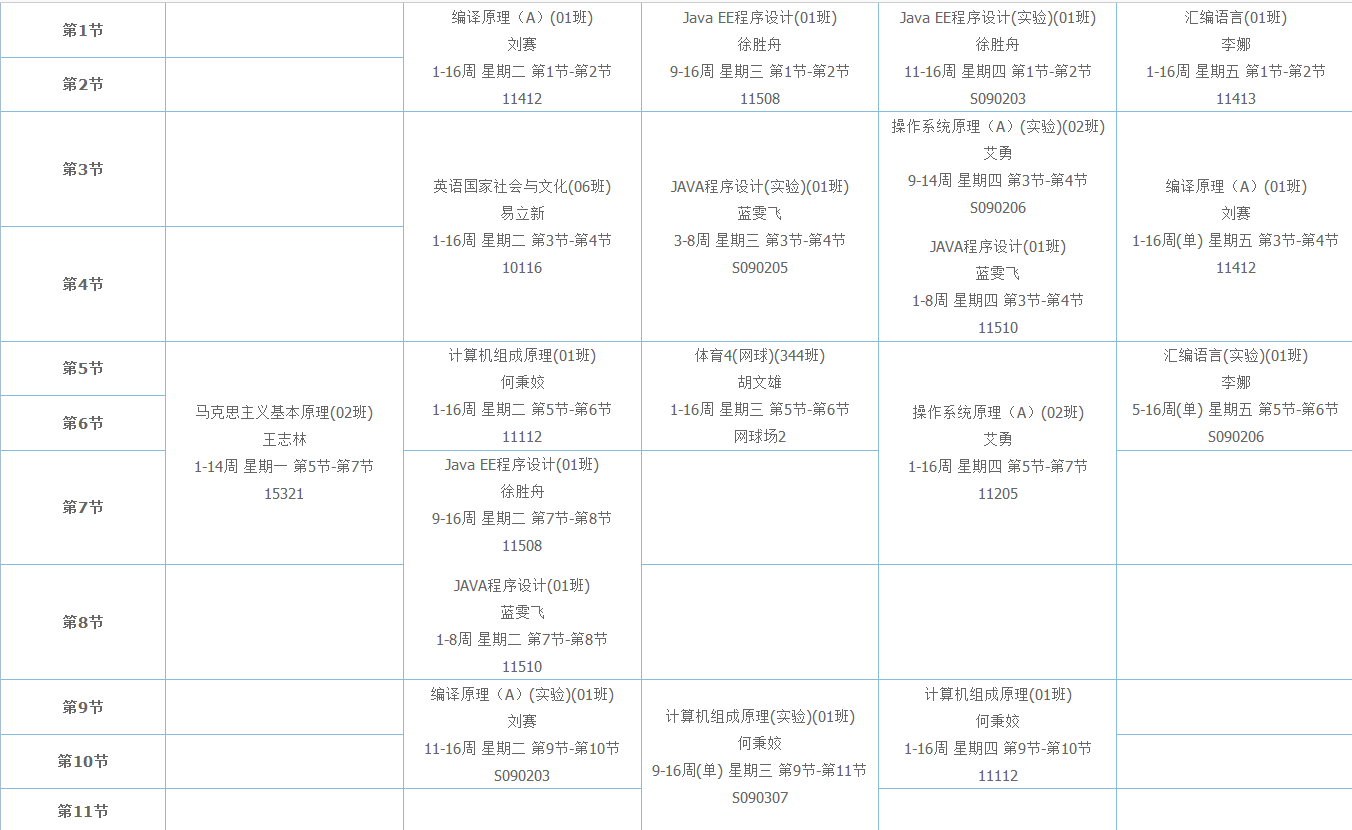 第1节
编译原理（A）(01班)
刘赛
1-16周 星期二 第1节-第2节
11412
Java EE程序设计(01班)
徐胜舟
9-16周 星期三 第1节-第2节
11508
Java EE程序设计(实验)(01班)
徐胜舟
11-16周 星期四 第1节-第2节
S090203
汇编语言(01班)
李娜
1-16周 星期五 第1节-第2节
11413
第2节
第3节
英语国家社会与文化(06班)
易立新
1-16周 星期二 第3节-第4节
10116
JAVA程序设计(实验)(01班)
蓝雯飞
3-8周 星期三 第3节-第4节
S090205
操作系统原理（A）(实验)(02班)
艾勇
9-14周 星期四 第3节-第4节
S090206
JAVA程序设计(01班)
蓝雯飞
1-8周 星期四 第3节-第4节
11510
编译原理（A）(01班)
刘赛
1-16周(单) 星期五 第3节-第4节
11412
第4节
第5节
马克思主义基本原理(02班)
王志林
1-14周 星期一 第5节-第7节
15321
计算机组成原理(01班)
何秉姣
1-16周 星期二 第5节-第6节
11112
体育4(网球)(344班)
胡文雄
1-16周 星期三 第5节-第6节
网球场2
操作系统原理（A）(02班)
艾勇
1-16周 星期四 第5节-第7节
11205
汇编语言(实验)(01班)
李娜
5-16周(单) 星期五 第5节-第6节
S090206
第6节
第7节
Java EE程序设计(01班)
徐胜舟
9-16周 星期二 第7节-第8节
11508
JAVA程序设计(01班)
蓝雯飞
1-8周 星期二 第7节-第8节
11510
第8节
第9节
编译原理（A）(实验)(01班)
刘赛
11-16周 星期二 第9节-第10节
S090203
计算机组成原理(实验)(01班)
何秉姣
9-16周(单) 星期三 第9节-第11节
S090307
计算机组成原理(01班)
何秉姣
1-16周 星期四 第9节-第10节
11112
第10节
第11节